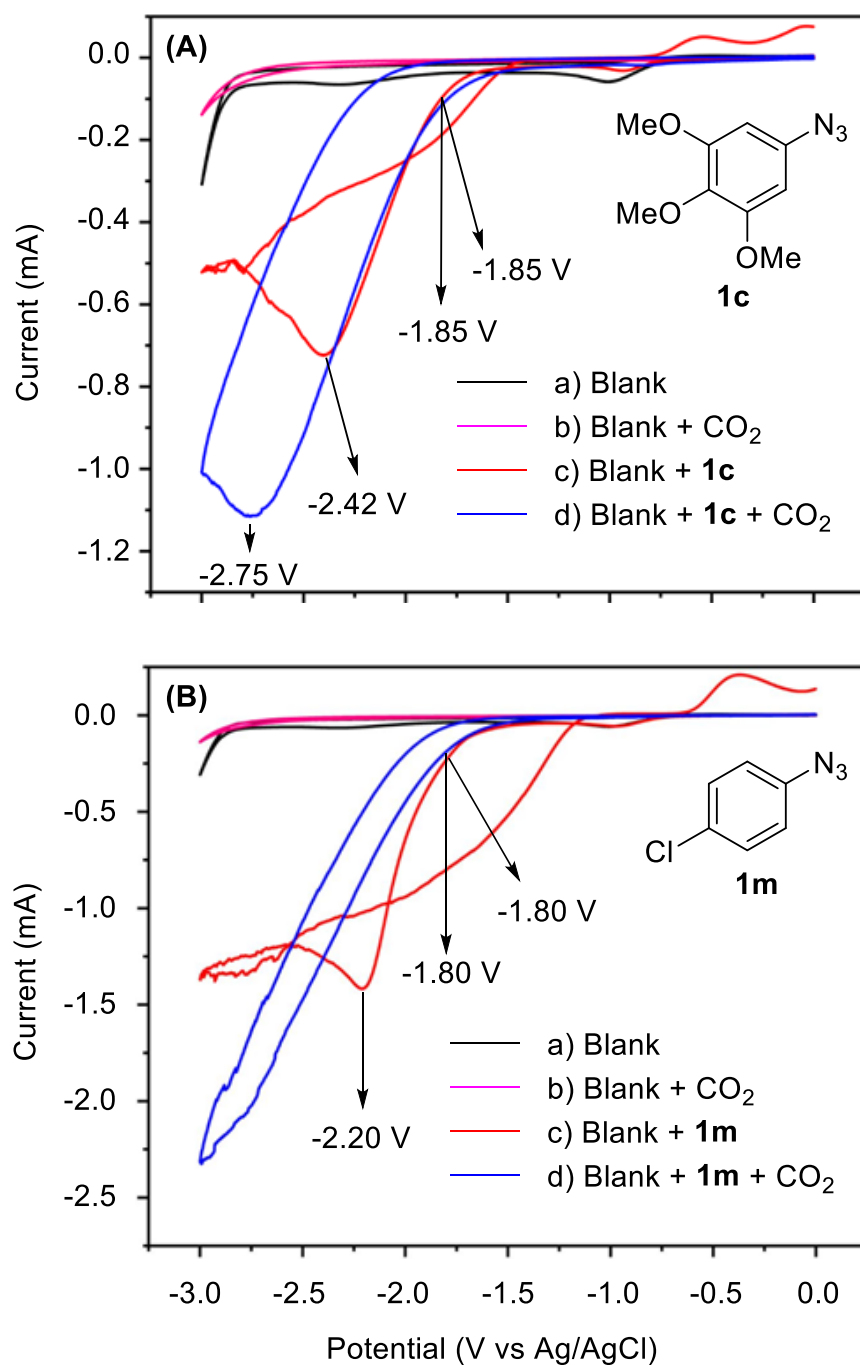 (A)
0.0
-0.2
-0.4
-0.6
-0.8
-1.0
-1.2
Current (mA)
MeO
N3
MeO
OMe
1c
-1.85 V
-1.85 V
-2.42 V
-2.75 V
a) Blank
b) Blank + CO2
c) Blank + 1c
d) Blank + 1c + CO2
(B)
0.0
-0.5
-1.0
-1.5
-2.0
-2.5
Current (mA)
N3
Cl
1m
-1.80 V
-1.80 V
-2.20 V
a) Blank
b) Blank + CO2
c) Blank + 1m
d) Blank + 1m + CO2
-3.0 -2.5 -2.0 -1.5 -1.0 -0.5 0.0
Potential (V vs Ag/AgCl)